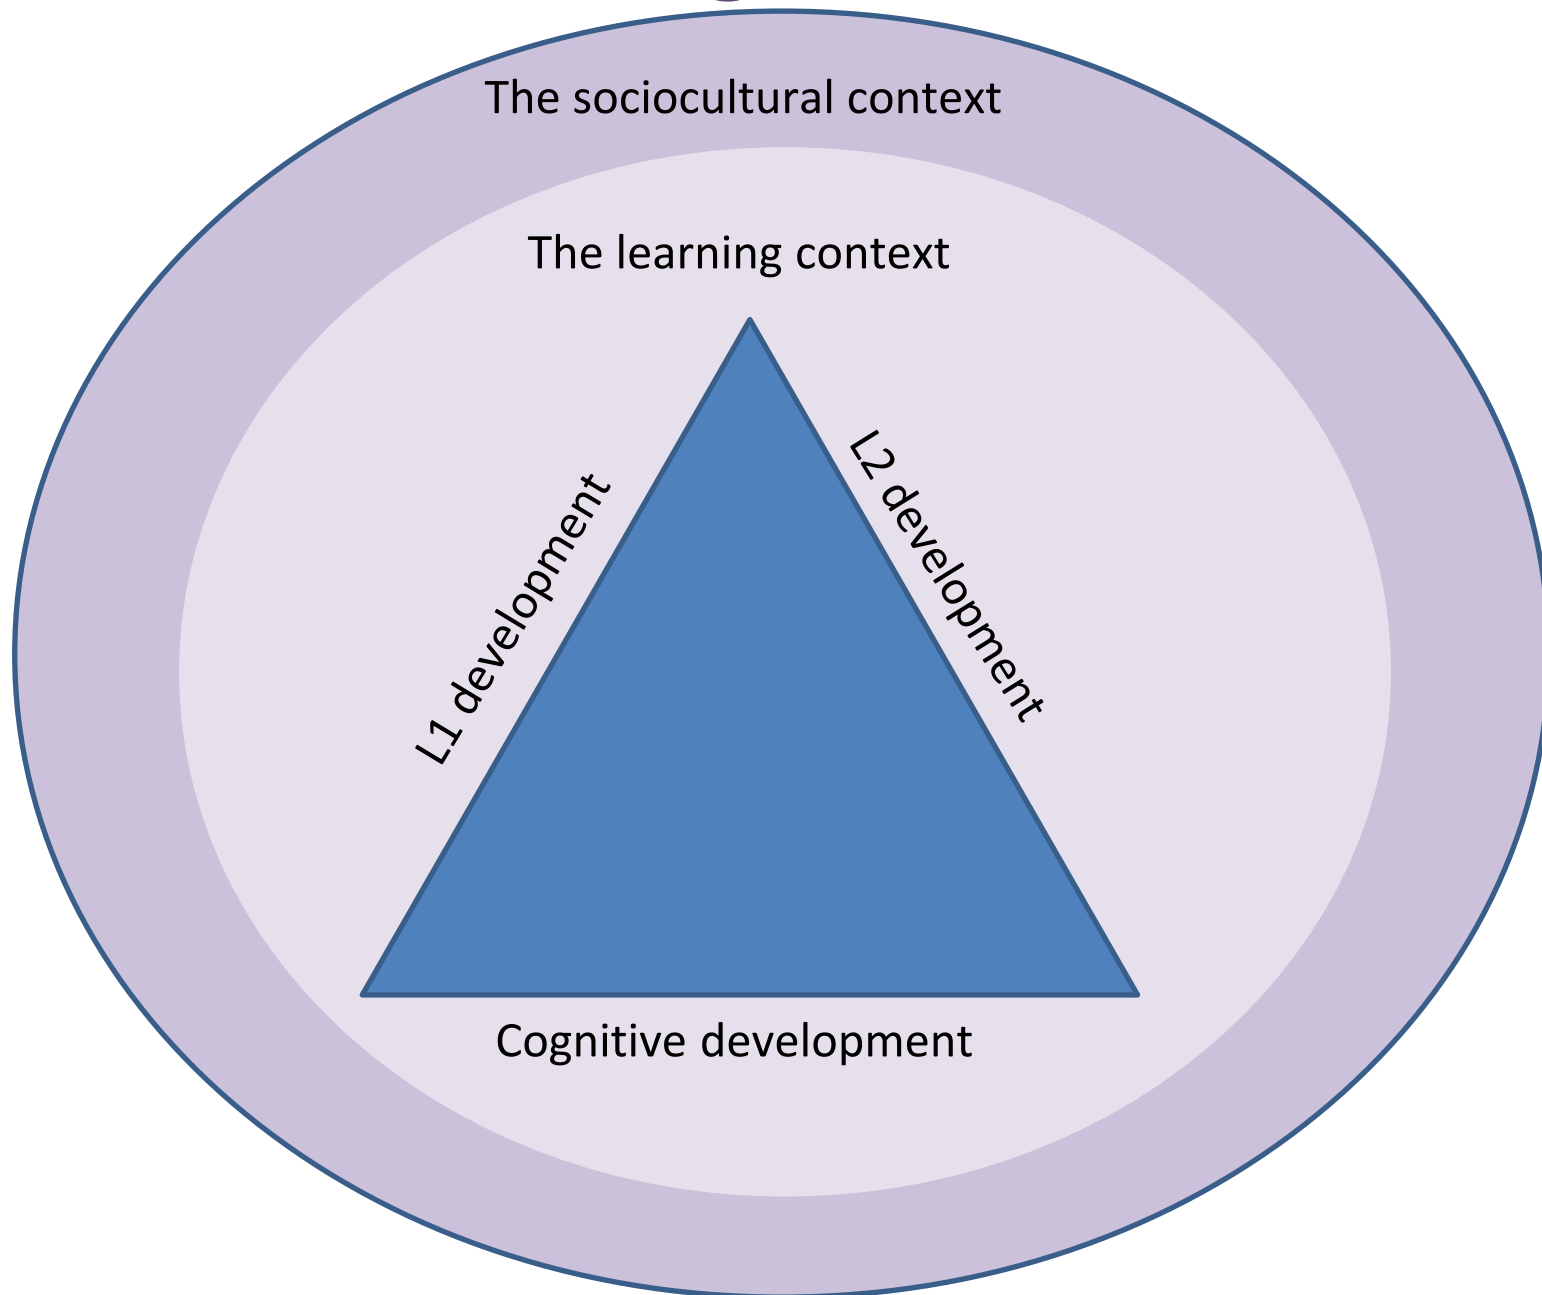 The sociocultural context
The learning context
L1 development
L2 development
Cognitive development